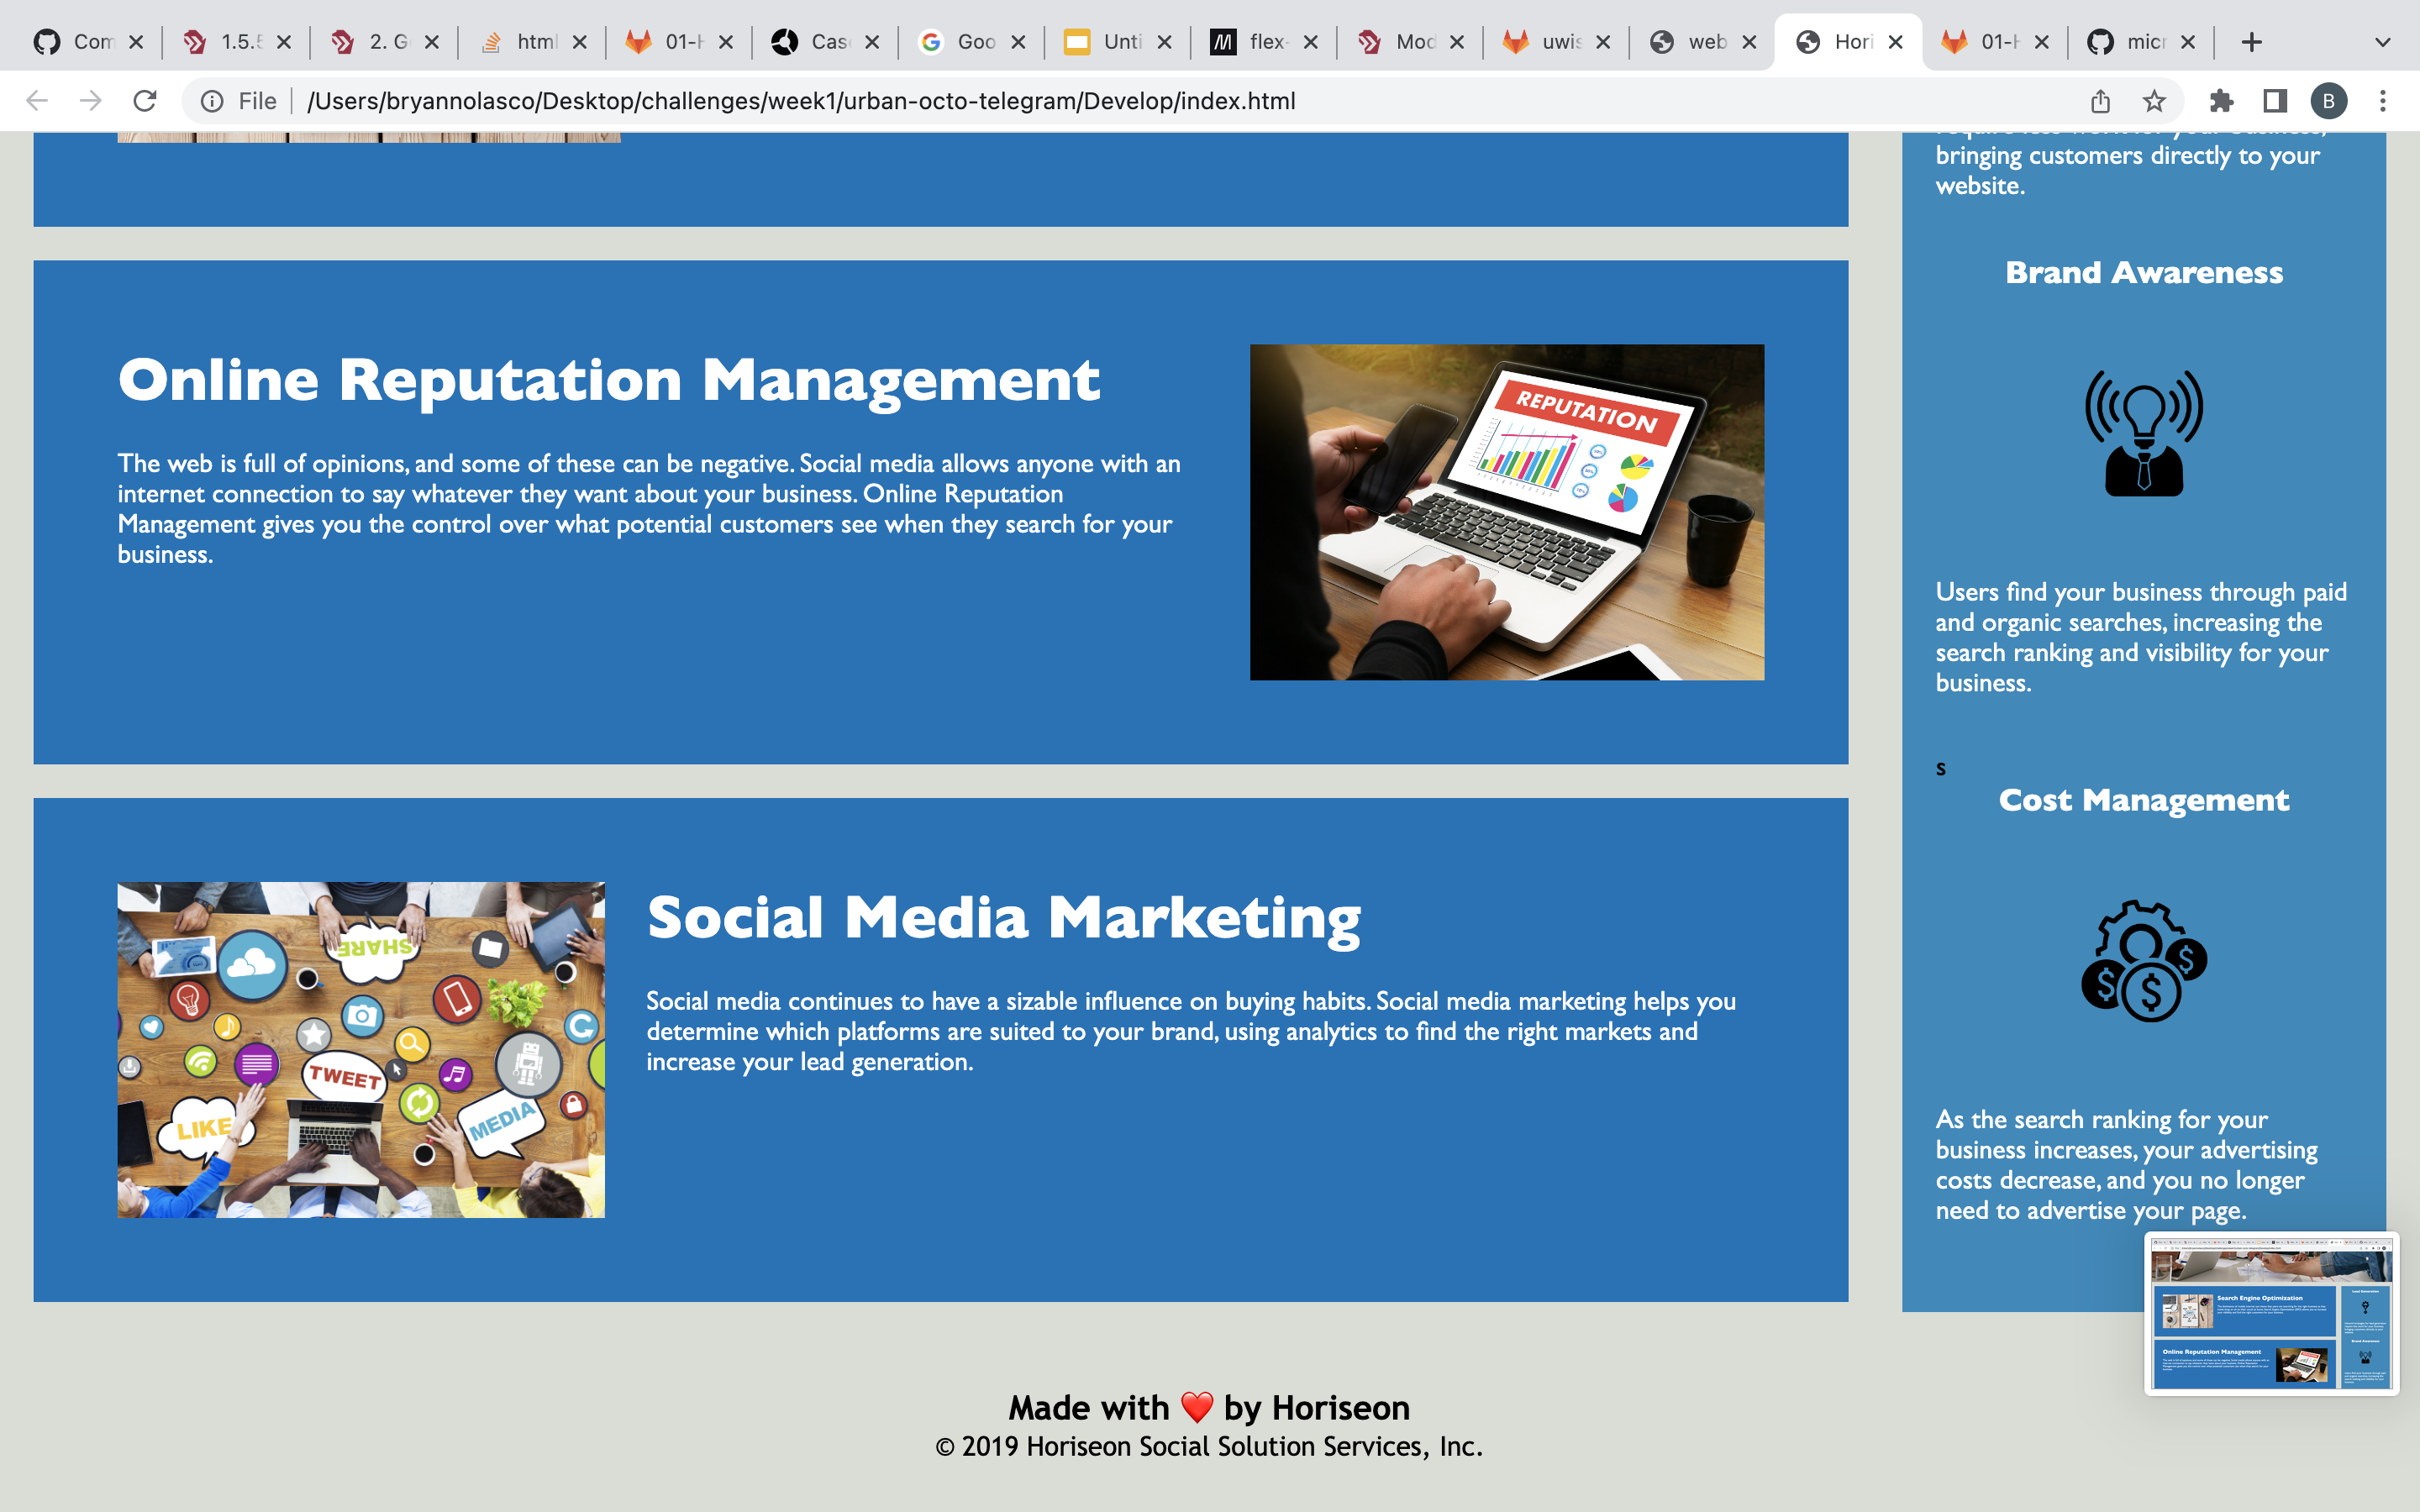 Com
1.5.5
2. G
html
01-H
Cas
Goo
Unti
flex-
Mod
uwis
web
Hori
01-H
micr
File
/Users/bryannolasco/Desktop/challenges/week1/urban-octo-telegram/Develop/index.html
B
Online Reputation Management
The web is full of opinions, and some of these can be negative. Social media allows anyone with an
internet connection to say whatever they want about your business. Online Reputation
Management gives you the control over what potential customers see when they search for your
business.
REPUTATION
SHARE
TWEET
LIKE
MEDIA
Social Media Marketing
Social media continues to have a sizable influence on buying habits. Social media marketing helps you
determine which platforms are suited to your brand, using analytics to find the right markets and
increase your lead generation.
bringing customers directly to your
website.
Brand Awareness
Users find your business through paid
and organic searches, increasing the
search ranking and visibility for your
business.
s
Cost Management
$ $ $
As the search ranking for your
business increases, your advertising
costs decrease, and you no longer
need to advertise your page.
Search Engine Optimization
Online Reputation Management
Made with ❤️ by Horiseon
© 2019 Horiseon Social Solution Services, Inc.